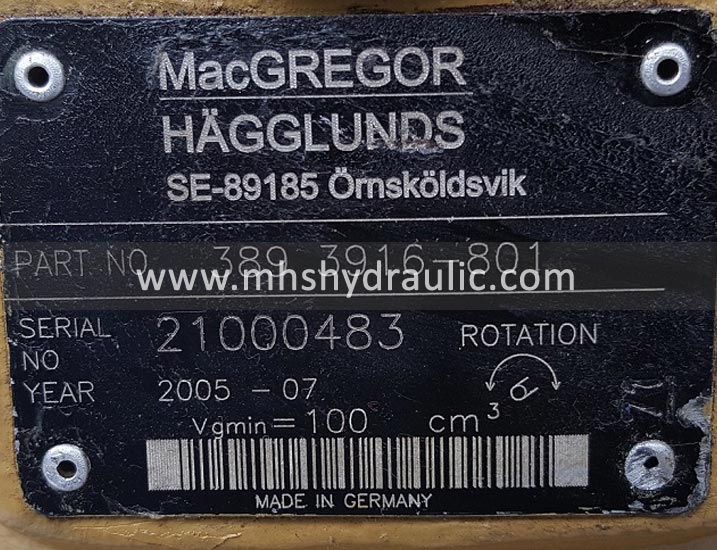 MacGREGOR
HÄGGLUNDS
SE-89185 Örnsköldsvik
PART NO 389 3916-801
www.mhshydraulic.com
SERIAL NO 21000483 ROTATION
YEAR 2005 - 07
Vgmin = 100 cm³
MADE IN GERMANY